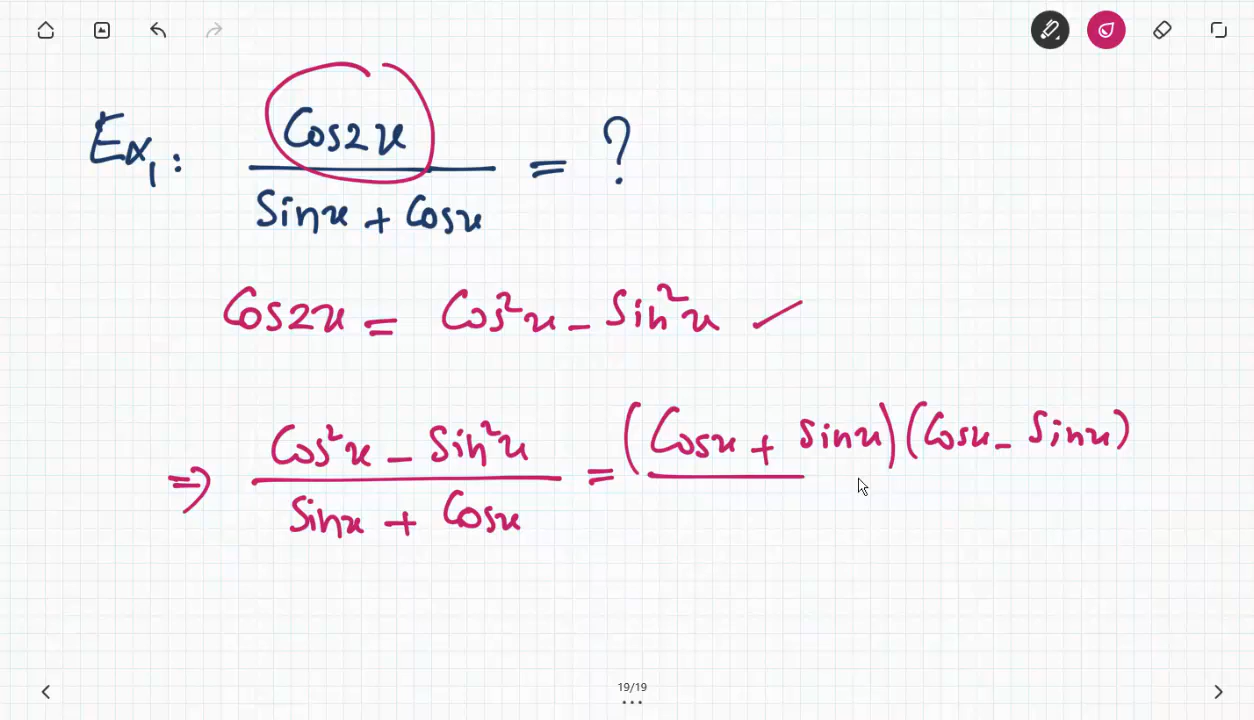 Ex₁: Cos2x / Sinx + Cosx = ?
Cos2x = Cos²x - Sin²x ✓
⇒ Cos²x - Sin²x / Sinx + Cosx = (Cosx + Sinx)(Cosx - Sinx)
19/19